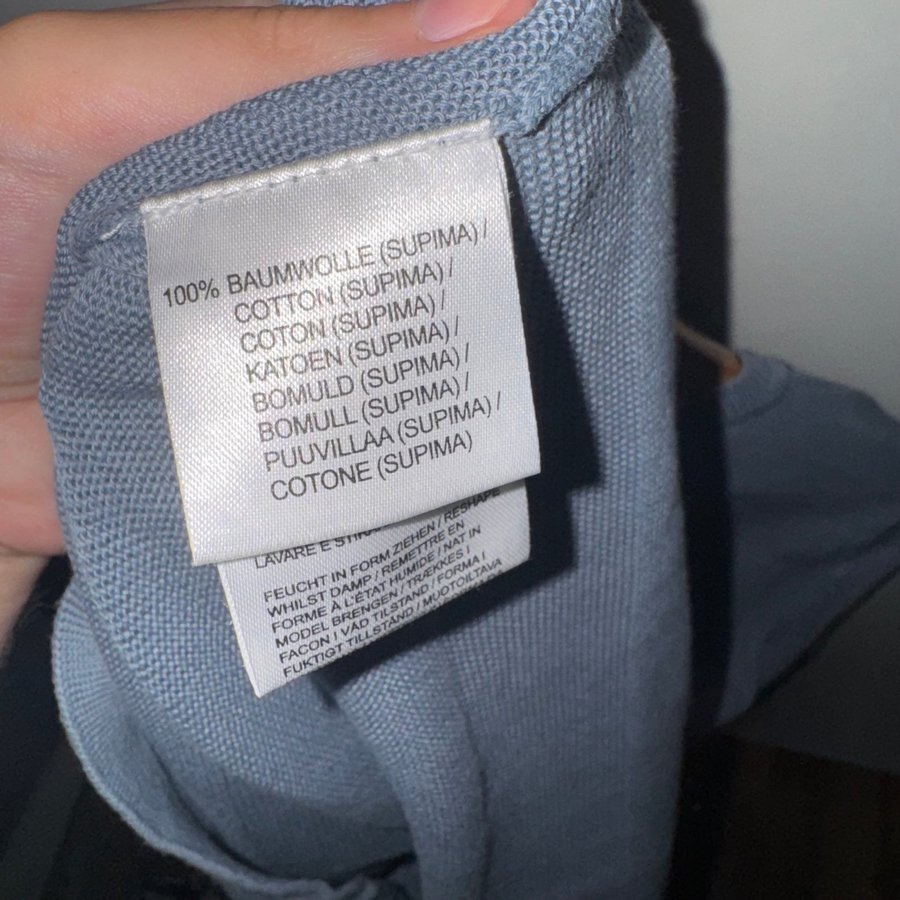 100% BAUMWOLLE (SUPIMA) /
COTTON (SUPIMA) /
COTON (SUPIMA) /
KATOEN (SUPIMA) /
BOMULD (SUPIMA) /
BOMULL (SUPIMA) /
PUUVILLAA (SUPIMA) /
COTONE (SUPIMA)
LAVARE E
FEUCHT IN FORM ZIEHEN / RESHAPE
WHILST DAMP / REMETTRE EN
FORME À L'ÉTAT HUMIDE / NAT IN
MODEL BRENGEN / TRÆKKES I
FACON I VÅD TILSTAND / FORMA I
FUKTIGT TILLSTÅND / MUOTOILTAVA